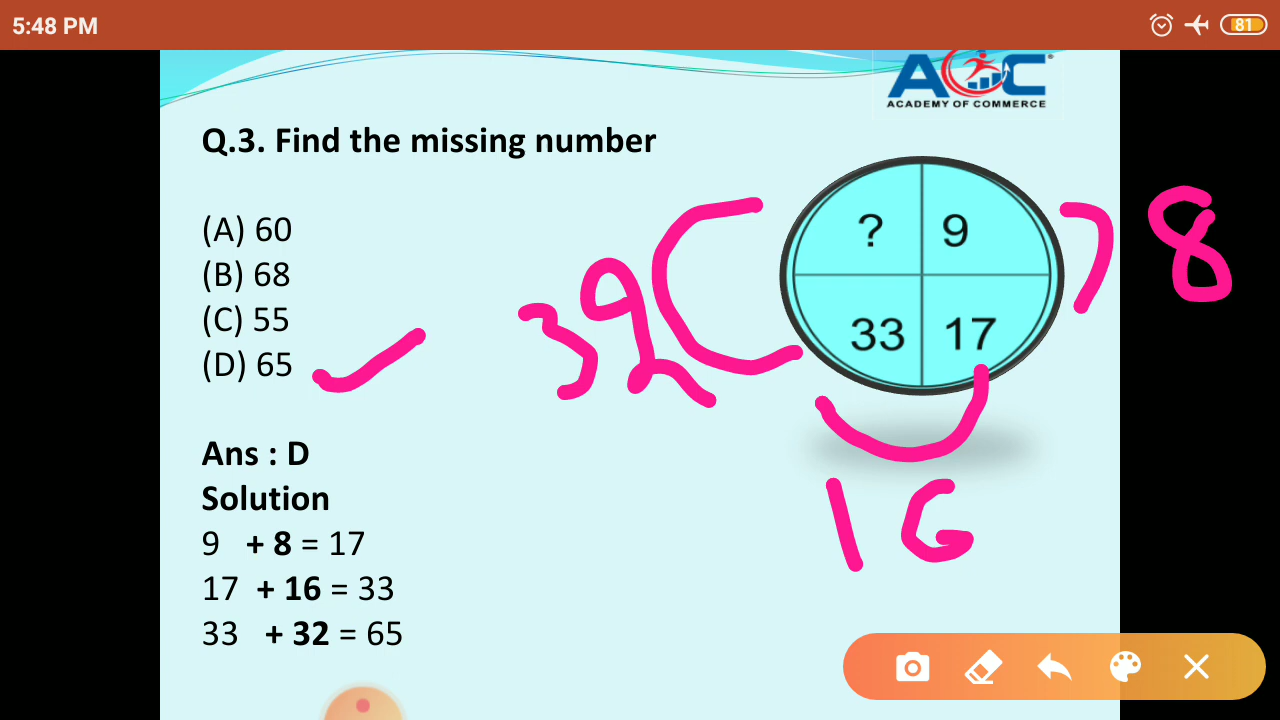 5:48 PM
81
AOC
ACADEMY OF COMMERCE
Q.3. Find the missing number
(A) 60
(B) 68
(C) 55
(D) 65
? 9
33 17
8
32
16
Ans : D
Solution
9 + 8 = 17
17 + 16 = 33
33 + 32 = 65